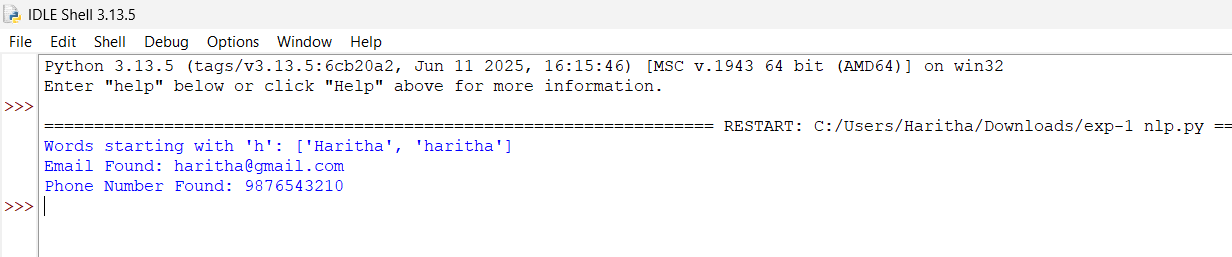 IDLE Shell 3.13.5
File Edit Shell Debug Options Window Help
Python 3.13.5 (tags/v3.13.5:6cb20a2, Jun 11 2025, 16:15:46) [MSC v.1943 64 bit (AMD64)] on win32
Enter "help" below or click "Help" above for more information.
>>>
=================================================================== RESTART: C:/Users/Haritha/Downloads/exp-1 nlp.py ==
Words starting with 'h': ['Haritha', 'haritha']
Email Found: haritha@gmail.com
Phone Number Found: 9876543210
>>>